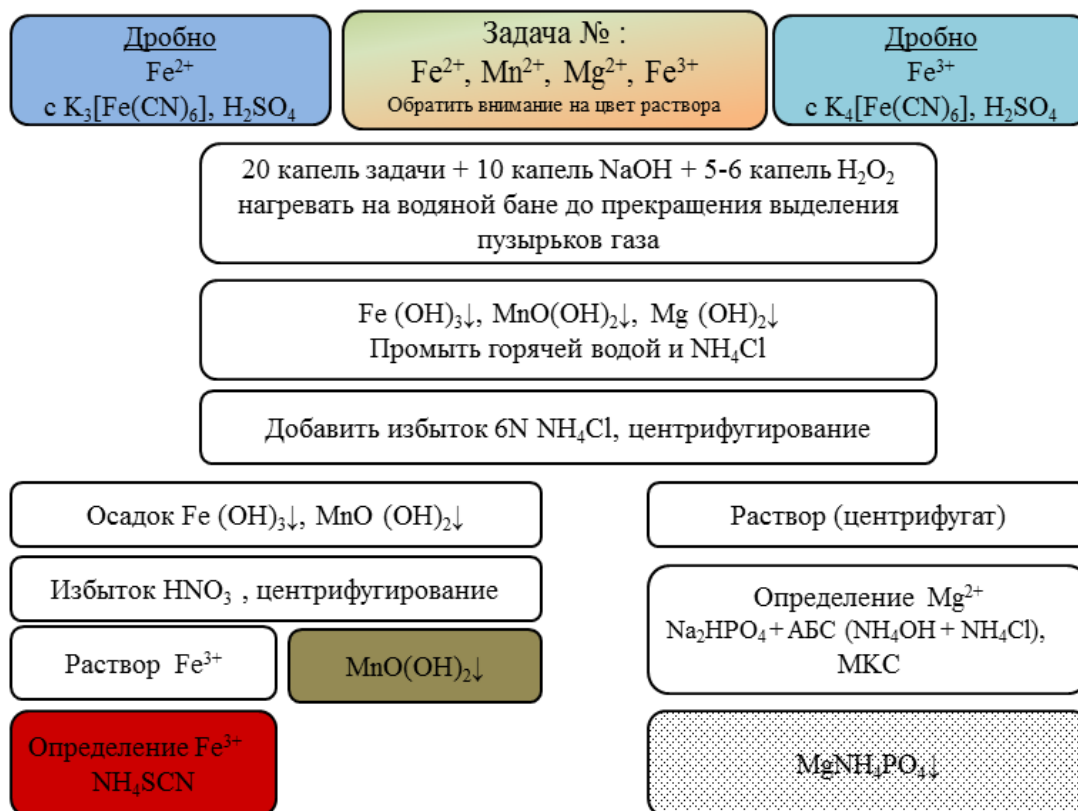 Дробно
Fe²⁺
с K₃[Fe(CN)₆], H₂SO₄
Задача № :
Fe²⁺, Mn²⁺, Mg²⁺, Fe³⁺
Обратить внимание на цвет раствора
Дробно
Fe³⁺
с K₄[Fe(CN)₆], H₂SO₄
20 капель задачи + 10 капель NaOH + 5-6 капель H₂O₂
нагревать на водяной бане до прекращения выделения
пузырьков газа
Fe (OH)₃↓, MnO(OH)₂↓, Mg (OH)₂↓
Промыть горячей водой и NH₄Cl
Добавить избыток 6N NH₄Cl, центрифугирование
Осадок Fe (OH)₃↓, MnO (OH)₂↓
Раствор (центрифугат)
Избыток HNO₃ , центрифугирование
Определение Mg²⁺
Na₂HPO₄ + АБС (NH₄OH + NH₄Cl),
МКС
Раствор Fe³⁺
MnO(OH)₂↓
Определение Fe³⁺
NH₄SCN
MgNH₄PO₄↓